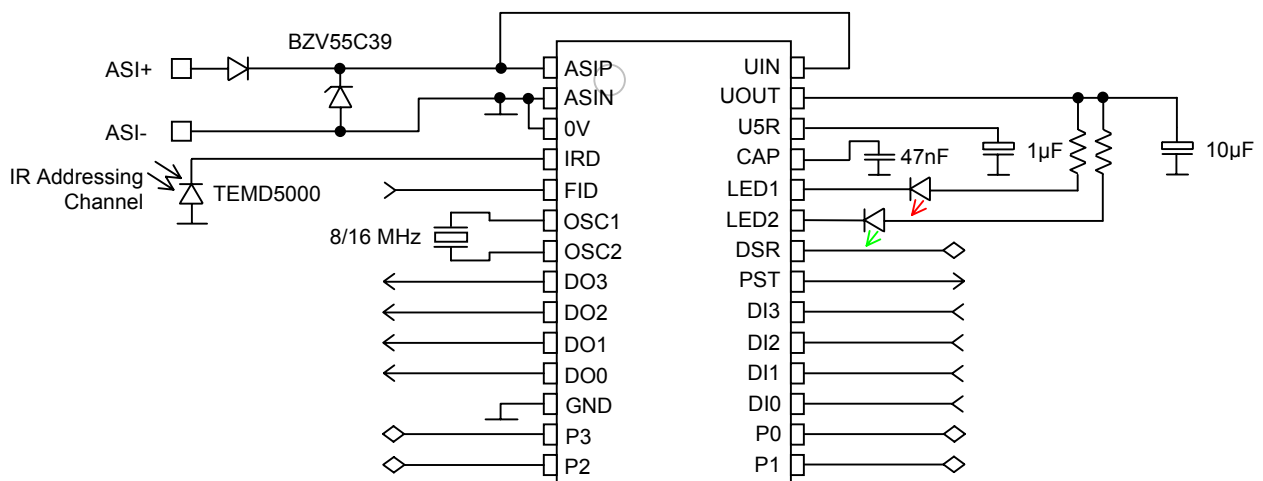 BZV55C39
ASI+
ASI-
IR Addressing
Channel
TEMD5000
8/16 MHz
ASIP
ASIN
0V
IRD
FID
OSC1
OSC2
DO3
DO2
DO1
DO0
GND
P3
P2
UIN
UOUT
U5R
CAP
LED1
LED2
DSR
PST
DI3
DI2
DI1
DI0
P0
P1
47nF
1µF
10µF